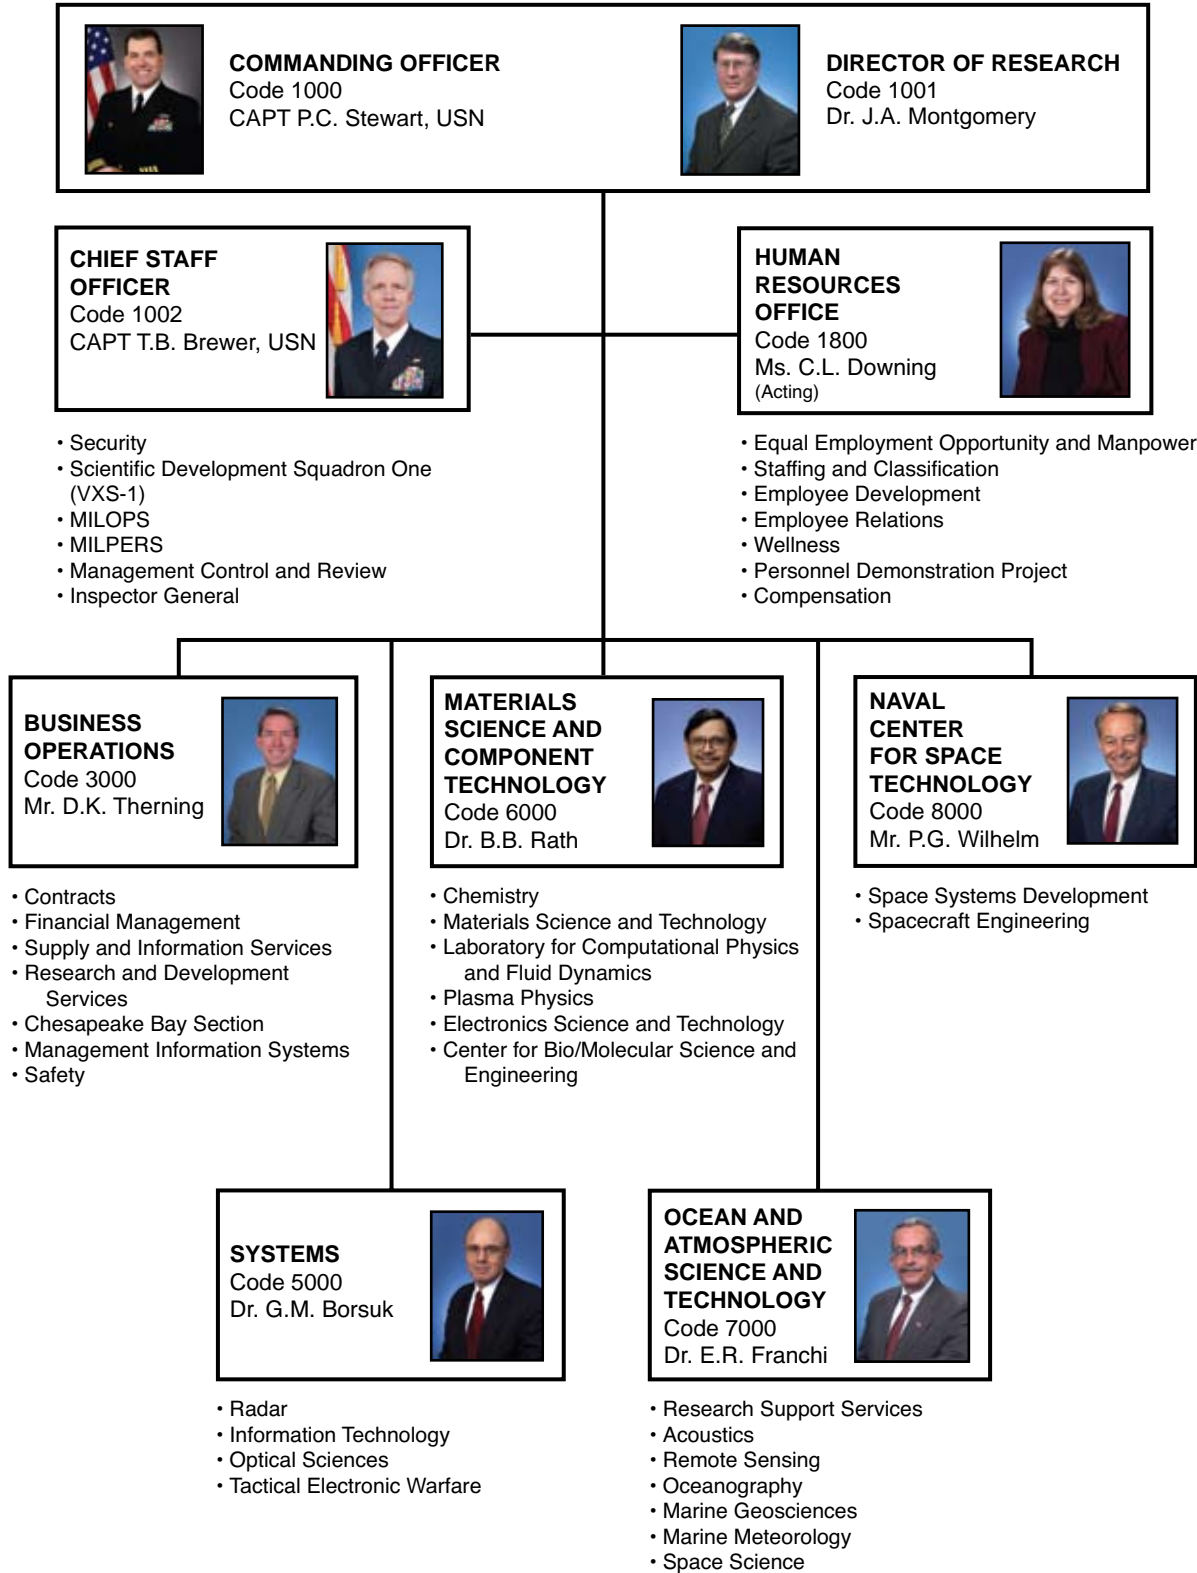 COMMANDING OFFICER
Code 1000
CAPT P.C. Stewart, USN
DIRECTOR OF RESEARCH
Code 1001
Dr. J.A. Montgomery
CHIEF STAFF
OFFICER
Code 1002
CAPT T.B. Brewer, USN
• Security
• Scientific Development Squadron One
(VXS-1)
• MILOPS
• MILPERS
• Management Control and Review
• Inspector General
HUMAN
RESOURCES
OFFICE
Code 1800
Ms. C.L. Downing
(Acting)
• Equal Employment Opportunity and Manpower
• Staffing and Classification
• Employee Development
• Employee Relations
• Wellness
• Personnel Demonstration Project
• Compensation
BUSINESS
OPERATIONS
Code 3000
Mr. D.K. Therning
• Contracts
• Financial Management
• Supply and Information Services
• Research and Development
Services
• Chesapeake Bay Section
• Management Information Systems
• Safety
MATERIALS
SCIENCE AND
COMPONENT
TECHNOLOGY
Code 6000
Dr. B.B. Rath
• Chemistry
• Materials Science and Technology
• Laboratory for Computational Physics
and Fluid Dynamics
• Plasma Physics
• Electronics Science and Technology
• Center for Bio/Molecular Science and
Engineering
NAVAL
CENTER
FOR SPACE
TECHNOLOGY
Code 8000
Mr. P.G. Wilhelm
• Space Systems Development
• Spacecraft Engineering
SYSTEMS
Code 5000
Dr. G.M. Borsuk
• Radar
• Information Technology
• Optical Sciences
• Tactical Electronic Warfare
OCEAN AND
ATMOSPHERIC
SCIENCE AND
TECHNOLOGY
Code 7000
Dr. E.R. Franchi
• Research Support Services
• Acoustics
• Remote Sensing
• Oceanography
• Marine Geosciences
• Marine Meteorology
• Space Science